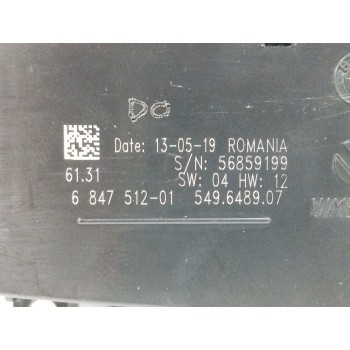 Date: 13-05-19 ROMANIA
S/N: 56859199
61.31
SW: 04 HW: 12
6 847 512-01 549.6489.07